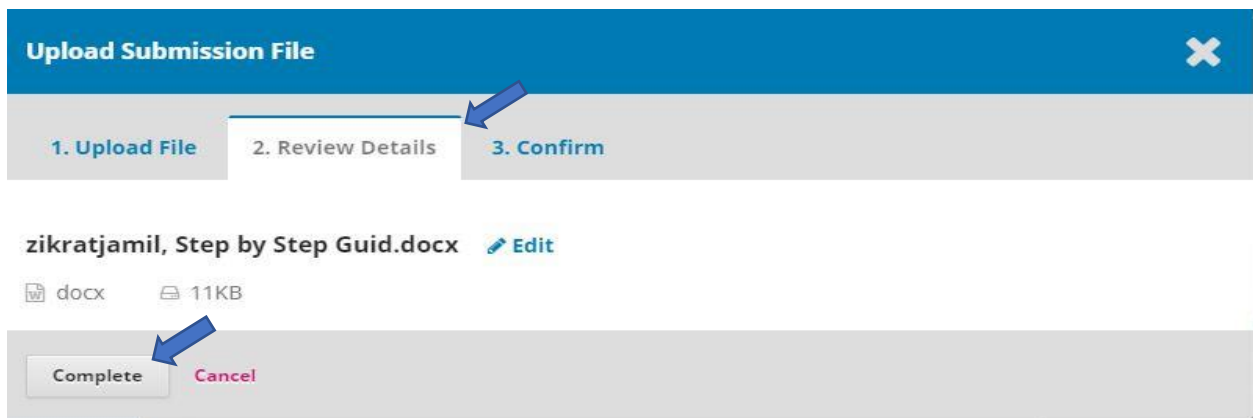 Upload Submission File
1. Upload File 2. Review Details 3. Confirm
zikratjamil, Step by Step Guid.docx Edit
docx 11KB
Complete Cancel